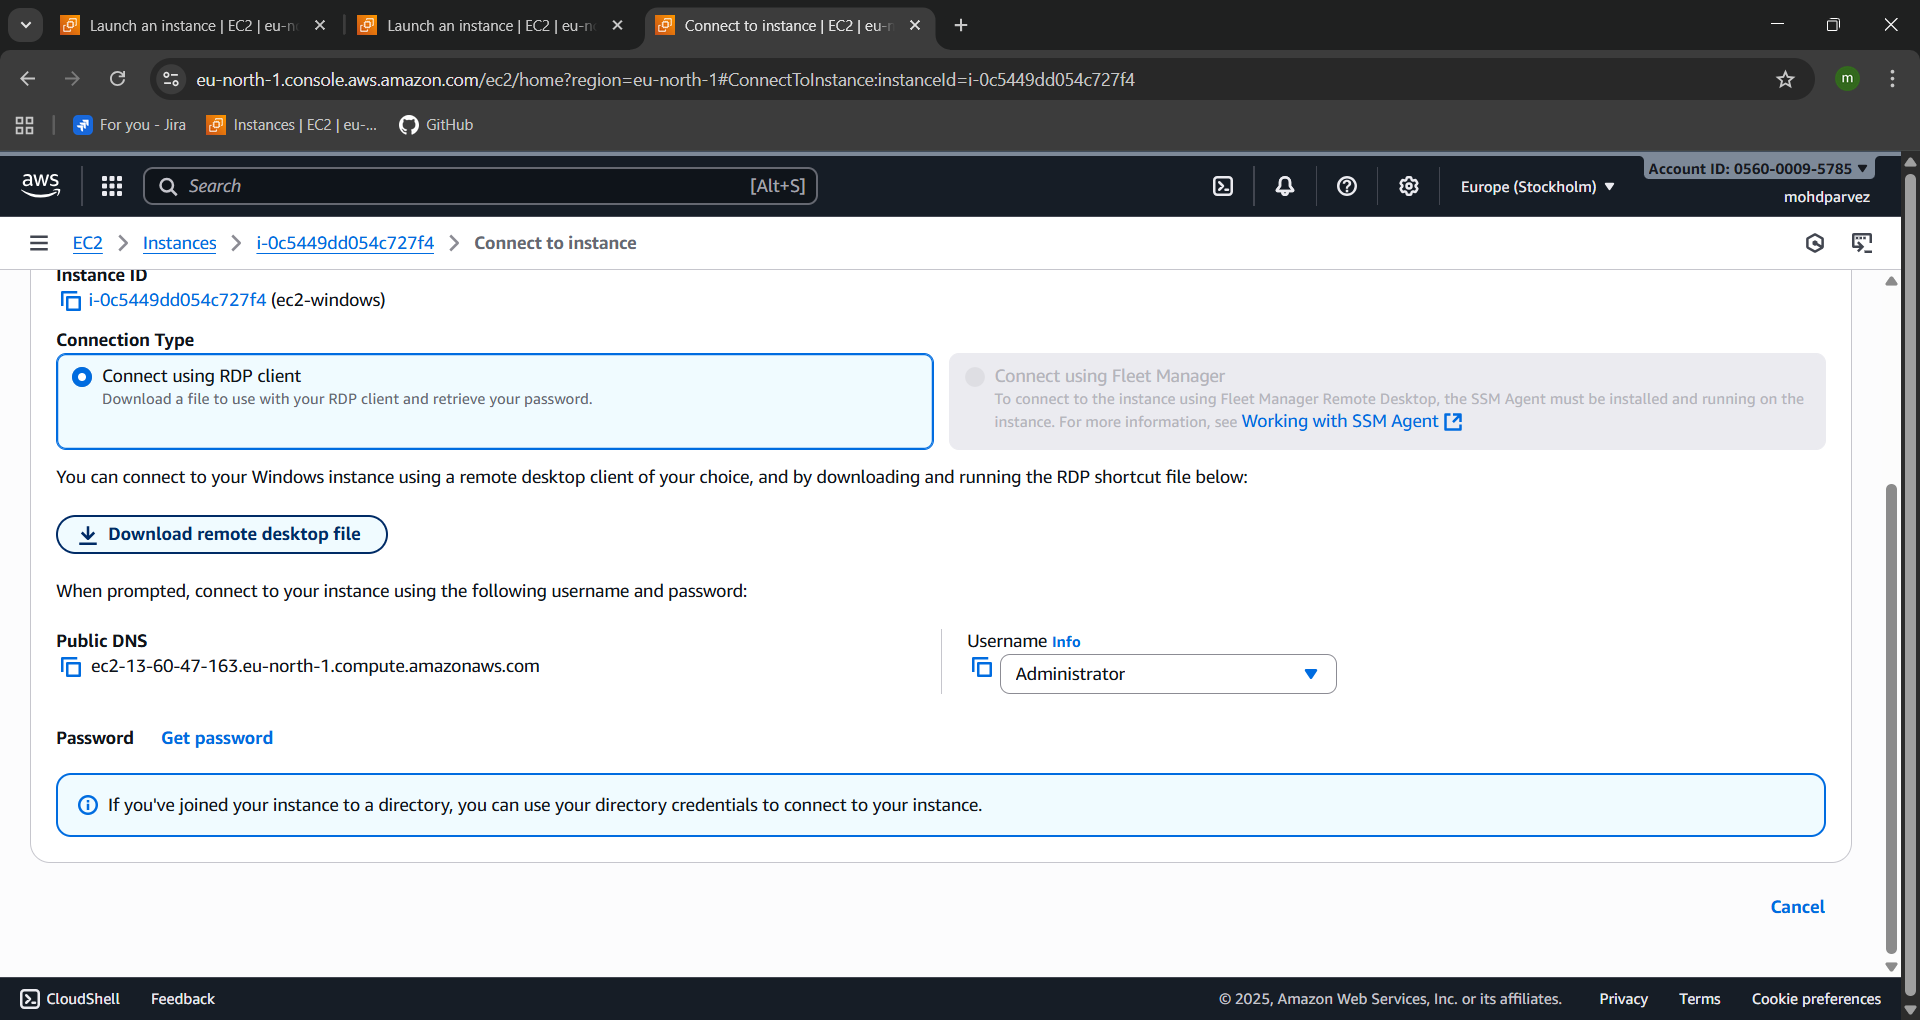 Launch an instance | EC2 | eu-n
Launch an instance | EC2 | eu-no
Connect to instance | EC2 | eu-n
eu-north-1.console.aws.amazon.com/ec2/home?region=eu-north-1#ConnectToInstance:instanceId=i-0c5449dd054c727f4
m
For you - Jira
Instances | EC2 | eu-...
GitHub
aws
Search
[Alt+S]
Europe (Stockholm)
Account ID: 0560-0009-5785
mohdparvez
EC2 > Instances > i-0c5449dd054c727f4 > Connect to instance
Instance ID
i-0c5449dd054c727f4 (ec2-windows)
Connection Type
Connect using RDP client
Download a file to use with your RDP client and retrieve your password.
Connect using Fleet Manager
To connect to the instance using Fleet Manager Remote Desktop, the SSM Agent must be installed and running on the
instance. For more information, see Working with SSM Agent
You can connect to your Windows instance using a remote desktop client of your choice, and by downloading and running the RDP shortcut file below:
Download remote desktop file
When prompted, connect to your instance using the following username and password:
Public DNS
ec2-13-60-47-163.eu-north-1.compute.amazonaws.com
Username Info
Administrator
Password Get password
If you've joined your instance to a directory, you can use your directory credentials to connect to your instance.
Cancel
CloudShell
Feedback
© 2025, Amazon Web Services, Inc. or its affiliates.
Privacy
Terms
Cookie preferences